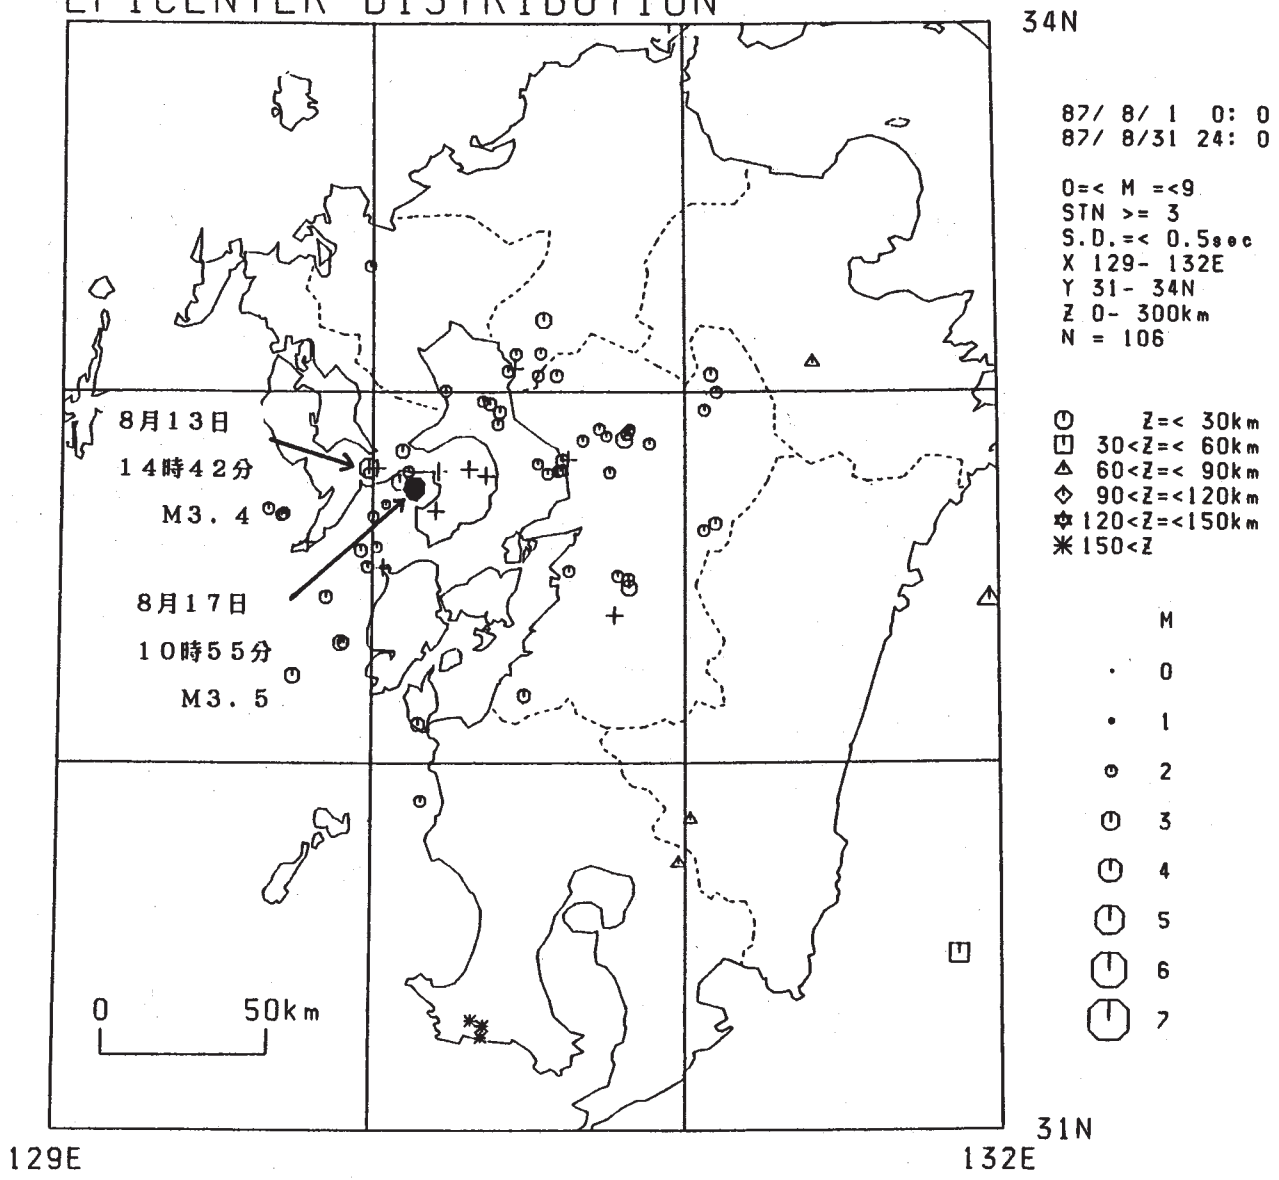 EPICENTER DISTRIBUTION
34N
87/ 8/ 1 0: 0
87/ 8/31 24: 0
0=< M =<9
STN >= 3
S.D.=< 0.5sec
X 129- 132E
Y 31- 34N
Z 0- 300km
N = 106
Z=< 30km
30<Z=< 60km
60<Z=< 90km
90<Z=<120km
120<Z=<150km
150<Z
8月13日
14時42分
M3.4
8月17日
10時55分
M3.5
M
0
1
2
3
4
5
6
7
0 50km
31N
129E
132E